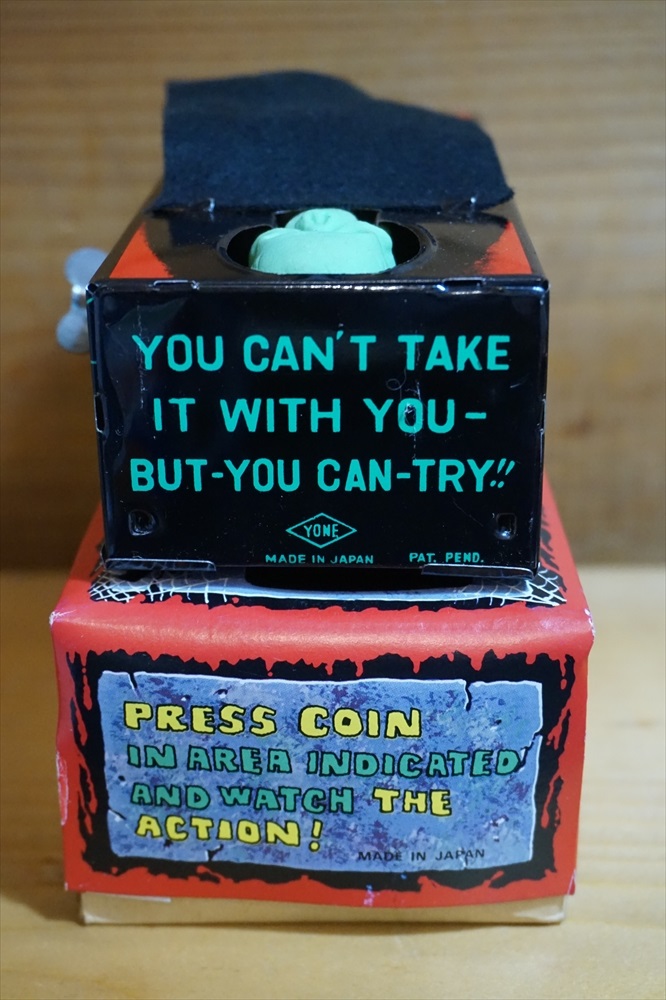 YOU CAN'T TAKE
IT WITH YOU-
BUT-YOU CAN-TRY!!
YONE
MADE IN JAPAN PAT. PEND.
PRESS COIN
IN AREA INDICATED
AND WATCH THE
ACTION!
MADE IN JAPAN